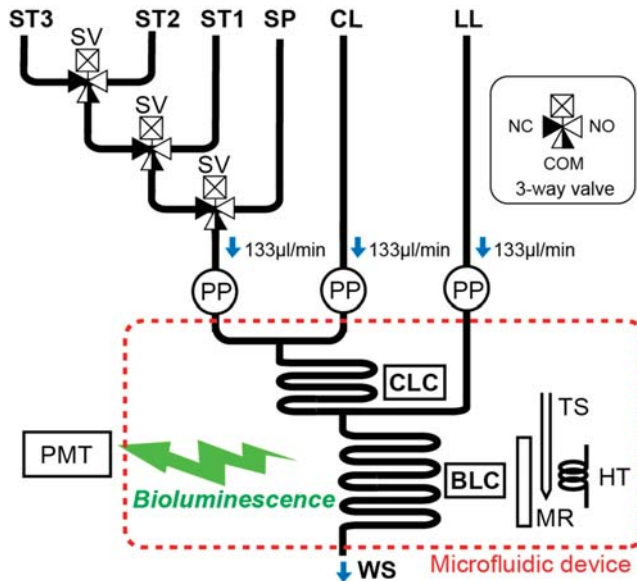 ST3 ST2 ST1 SP CL LL
SV
SV
SV
NC NO
COM
3-way valve
133µl/min 133µl/min 133µl/min
PP PP PP
CLC
TS
PMT
BLC
HT
Bioluminescence
MR
WS
Microfluidic device